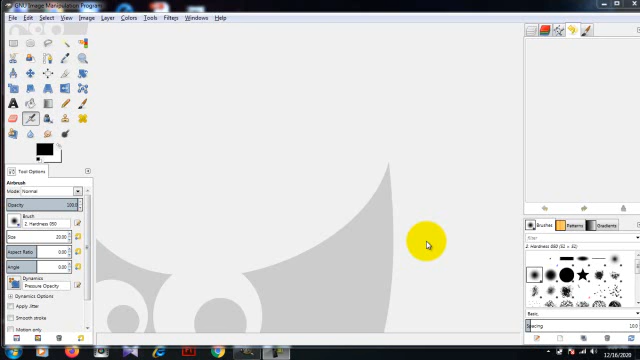 GNU Image Manipulation Program
File Edit Select View Image Layer Colors Tools Filters Windows Help
Tool Options
Airbrush
Mode Normal
Opacity 100.0
Brush
2. Hardness 050
Size 20.00
Aspect Ratio 0.00
Angle 0.00
Dynamics
Pressure Opacity
Dynamics Options
Apply Jitter
Smooth stroke
Motion only
Brushes Patterns Gradients
filter
2. Hardness 050 (51 × 51)
Basic,
Spacing 10.0
12/16/2020